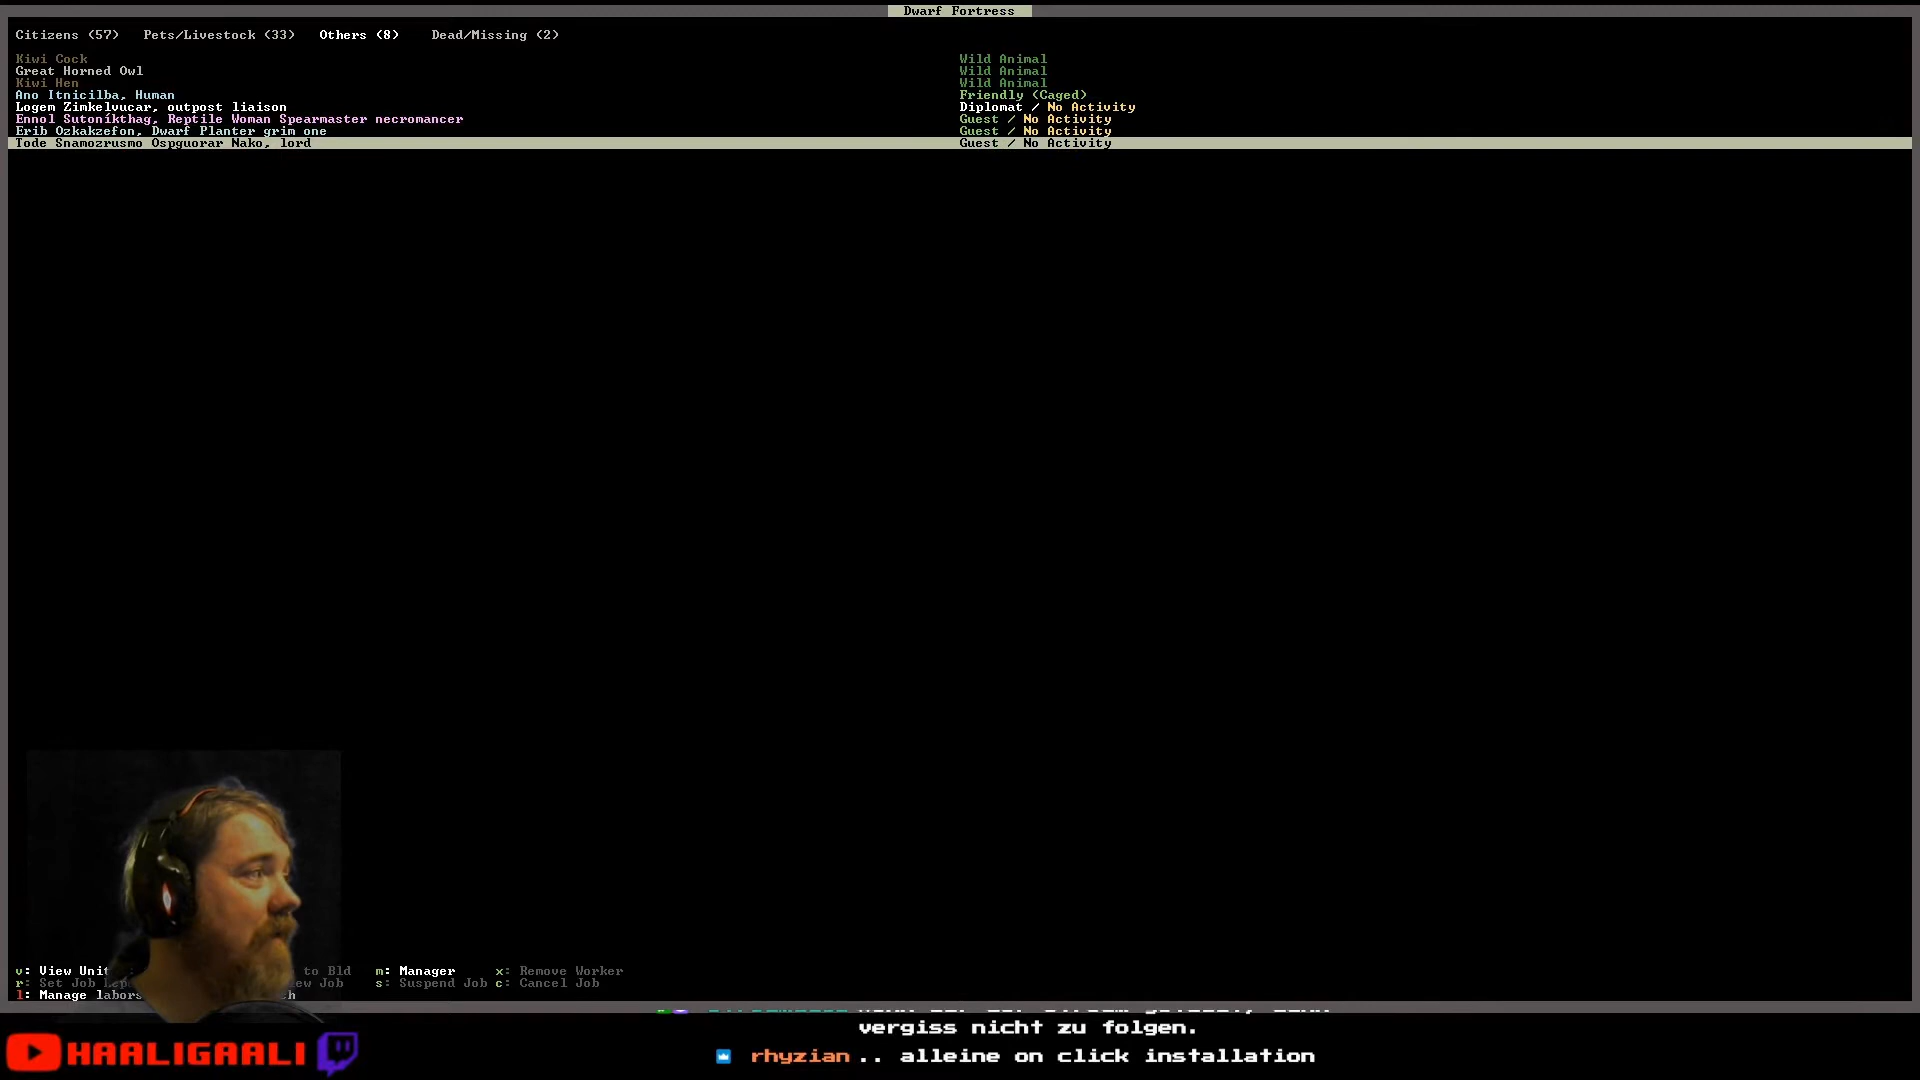 Dwarf Fortress
Citizens (57) Pets/Livestock (33) Others (8) Dead/Missing (2)
Kiwi Cock Wild Animal
Great Horned Owl Wild Animal
Kiwi Hen Wild Animal
Ano Itnicilba, Human Friendly (Caged)
Logem Zimkelvucar, outpost liaison Diplomat / No Activity
Ennol Sutoníkthag, Reptile Woman Spearmaster necromancer Guest / No Activity
Erib Ozkakzefon, Dwarf Planter grim one Guest / No Activity
Tode Snamozrusmo Ospguorar Nako, lord Guest / No Activity
v: View Unit to Bld m: Manager x: Remove Worker
r: Set Job Job s: Suspend Job c: Cancel Job
l: Manage labors
vergiss nicht zu folgen.
HAALIGAALI
rhyzian .. alleine on click installation